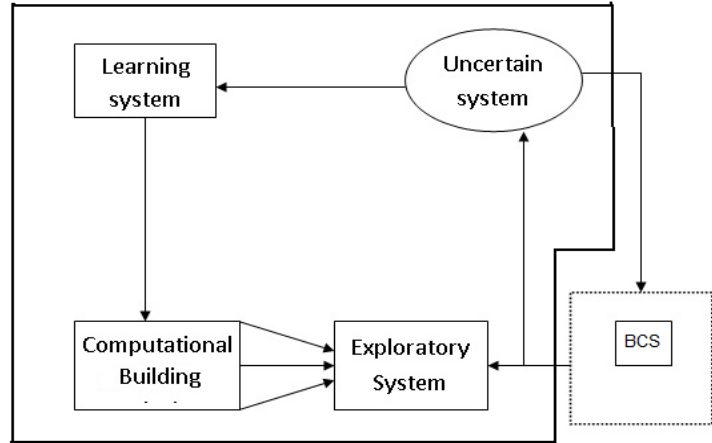 Learning
system
Uncertain
system
Computational
Building
Exploratory
System
BCS